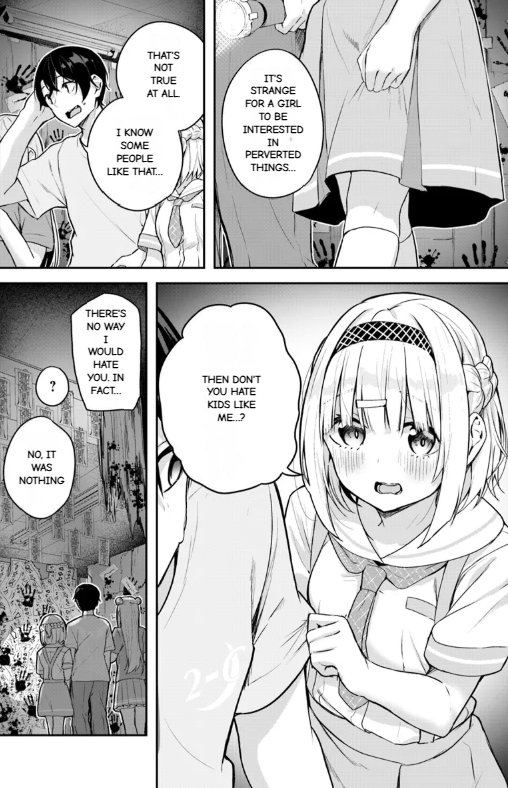 IT'S
STRANGE
FOR A GIRL
TO BE
INTERESTED
IN
PERVERTED
THINGS...
THAT'S
NOT
TRUE
AT ALL.
I KNOW
SOME
PEOPLE
LIKE THAT...
THEN DON'T
YOU HATE
KIDS LIKE
ME...?
2-9
THERE'S
NO WAY
I
WOULD
HATE
YOU. IN
FACT...
?
NO, IT
WAS
NOTHING